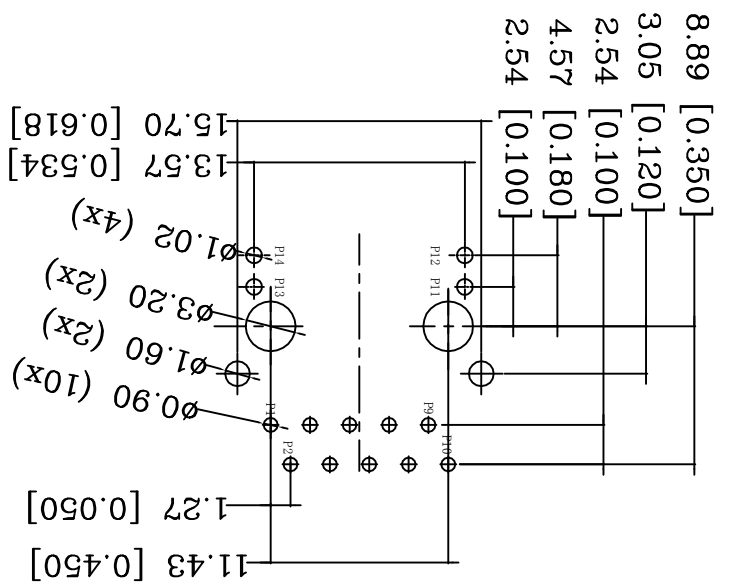 8.89 [0.350]
3.05 [0.120]
2.54 [0.100]
4.57 [0.180]
2.54 [0.100]
15.70 [0.618]
13.57 [0.534]
ø1.02 (4x)
ø3.20 (2x)
ø1.60 (2x)
ø0.90 (10x)
1.27 [0.050]
11.43 [0.450]
P14
P13
P12
P11
P1
P9
P2
P10